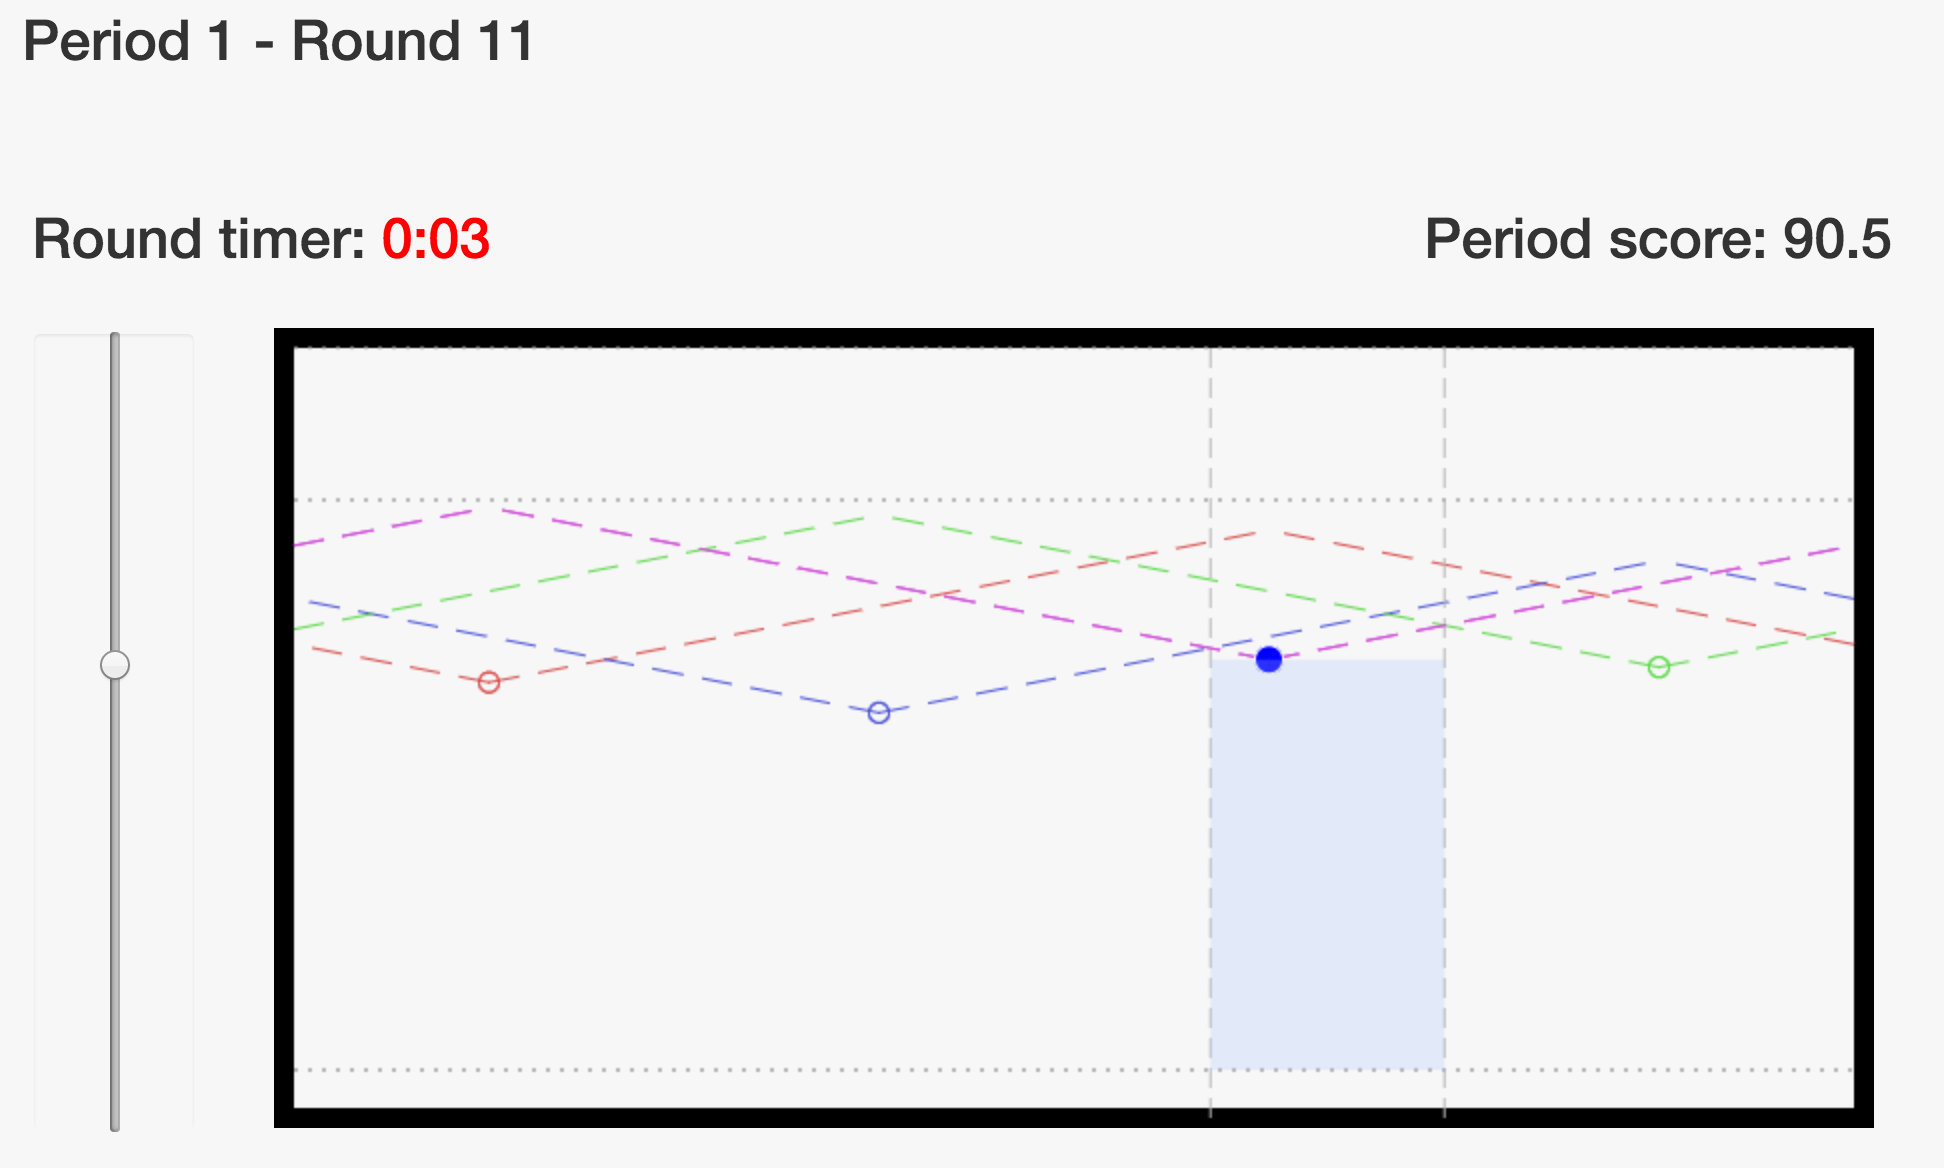 Period 1 - Round 11
Round timer: 0:03
Period score: 90.5